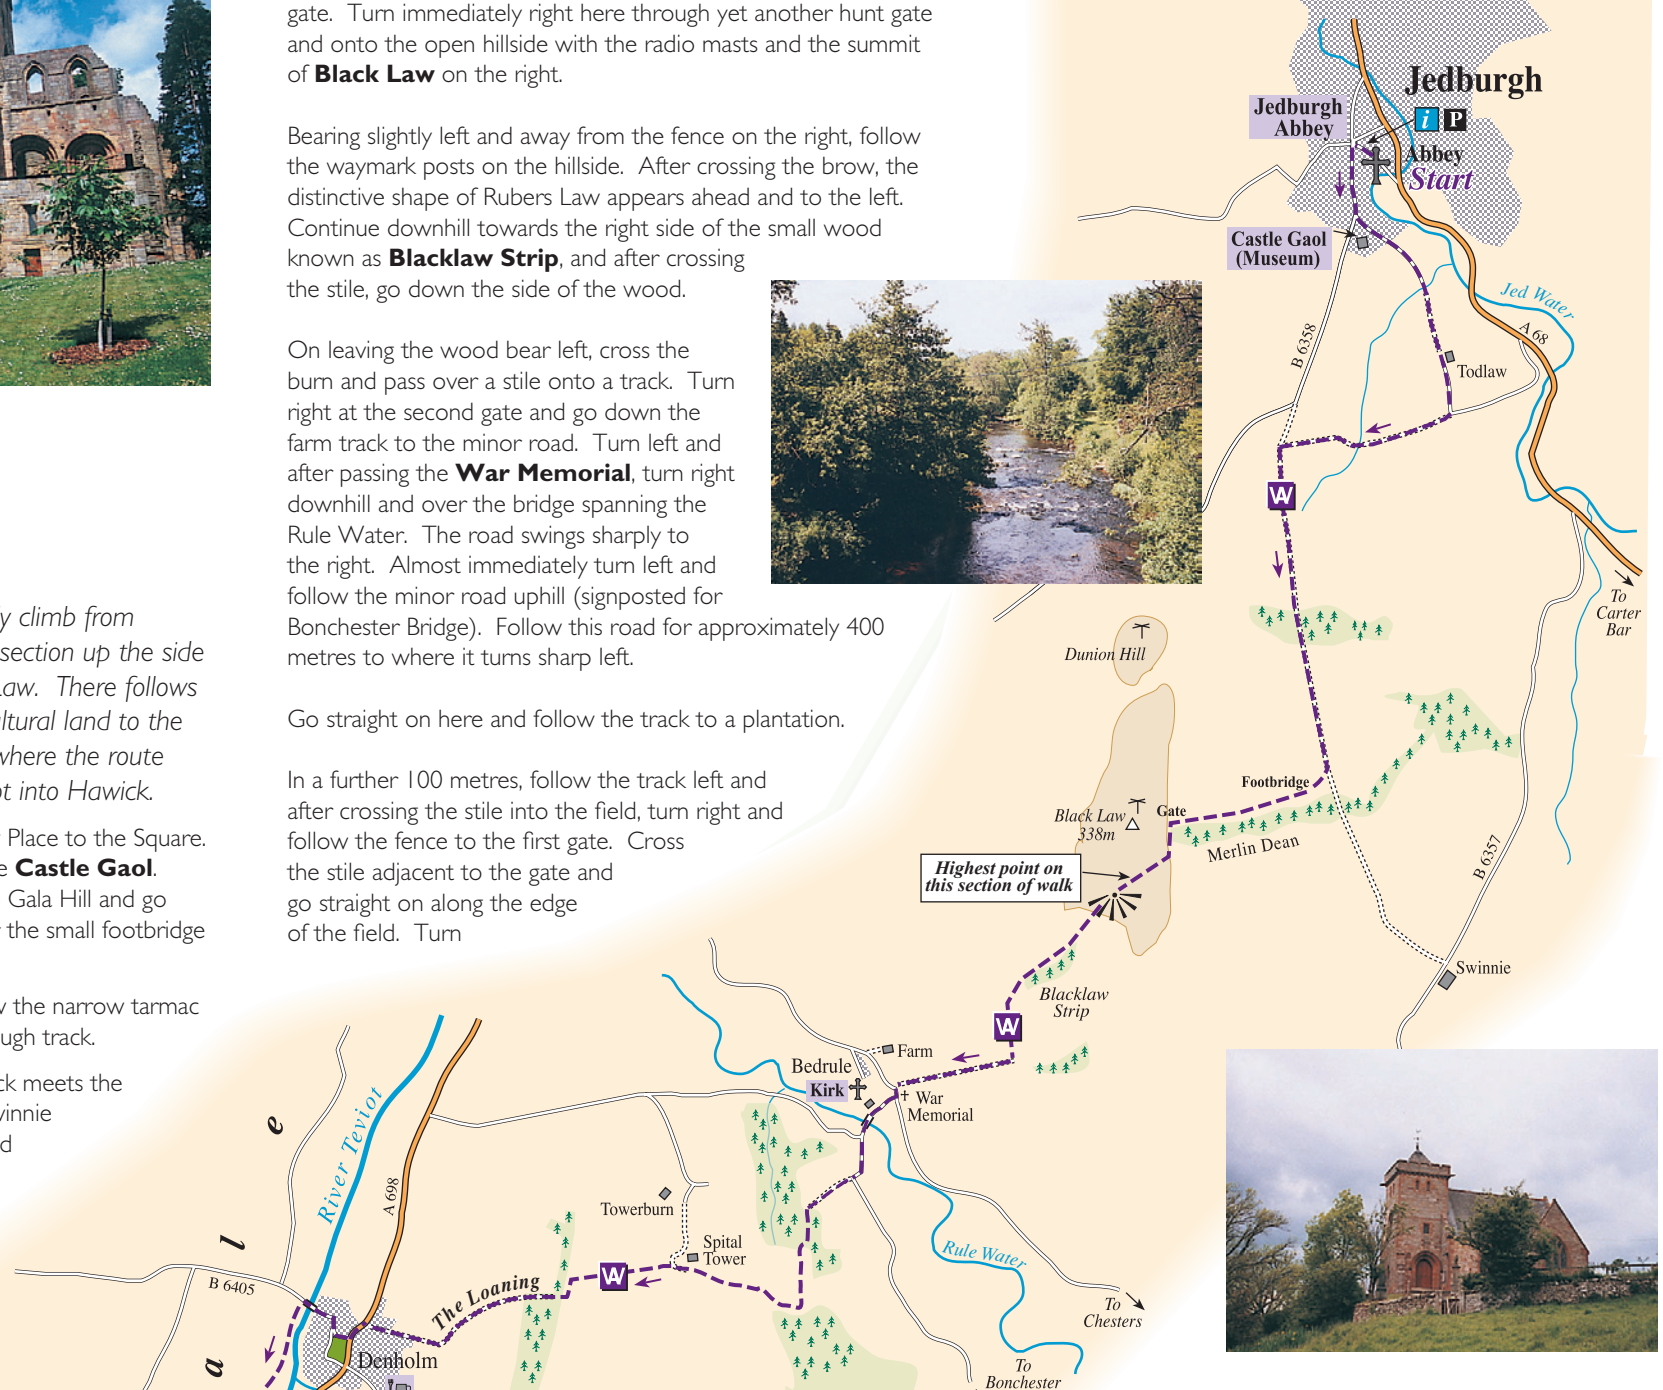 gate. Turn immediately right here through yet another hunt gate
and onto the open hillside with the radio masts and the summit
of Black Law on the right.
Bearing slightly left and away from the fence on the right, follow
the waymark posts on the hillside. After crossing the brow, the
distinctive shape of Rubers Law appears ahead and to the left.
Continue downhill towards the right side of the small wood
known as Blacklaw Strip, and after crossing
the stile, go down the side of the wood.
On leaving the wood bear left, cross the
burn and pass over a stile onto a track. Turn
right at the second gate and go down the
farm track to the minor road. Turn left and
after passing the War Memorial, turn right
downhill and over the bridge spanning the
Rule Water. The road swings sharply to
the right. Almost immediately turn left and
follow the minor road uphill (signposted for
Bonchester Bridge). Follow this road for approximately 400
metres to where it turns sharp left.
Go straight on here and follow the track to a plantation.
In a further 100 metres, follow the track left and
after crossing the stile into the field, turn right and
follow the fence to the first gate. Cross
the stile adjacent to the gate and
go straight on along the edge
of the field. Turn
y climb from
section up the side
Law. There follows
ltural land to the
where the route
ot into Hawick.
Place to the Square.
e Castle Gaol.
Gala Hill and go
the small footbridge
w the narrow tarmac
ugh track.
ck meets the
winnie
d
Jedburgh
Jedburgh
Abbey
i P
Abbey
Start
Castle Gaol
(Museum)
Jed Water
A 68
B 6358
Todlaw
W
To
Carter
Bar
Dunion Hill
Footbridge
Gate
Black Law
338m
Merlin Dean
B 6357
Highest point on
this section of walk
Swinnie
Blacklaw
Strip
W
Farm
Bedrule
Kirk
War
Memorial
River Teviot
A 698
Towerburn
Spital
Tower
Rule Water
W
The Loaning
B 6405
To
Chesters
Denholm
To
Bonchester
e
l
a